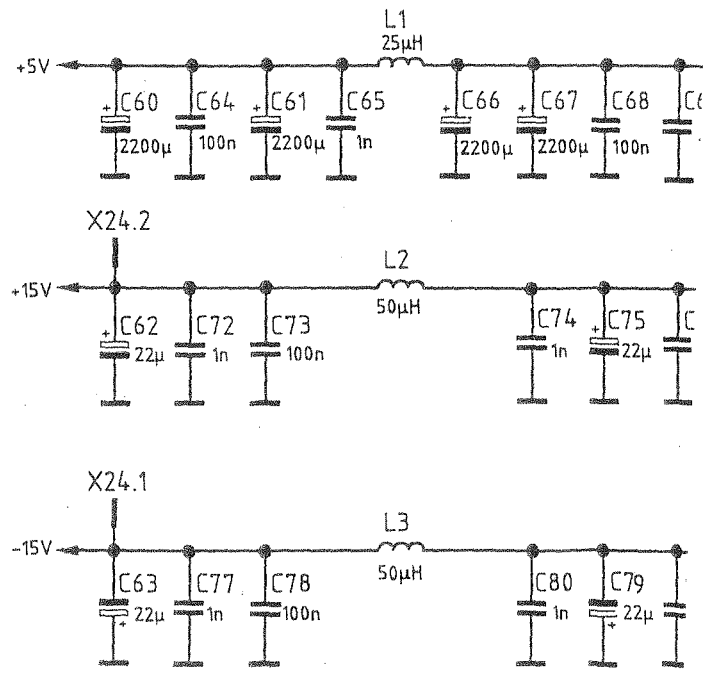 L1
25µH
+5V
C60 C64 C61 C65 C66 C67 C68
+ + + +
2200µ 100n 2200µ 1n 2200µ 2200µ 100n
X24.2
L2
+15V
50µH
C62 C72 C73 C74 C75 C
+ 22µ 1n 100n 1n + 22µ
X24.1
L3
-15V
50µH
C63 C77 C78 C80 C79
22µ 1n 100n 1n 22µ
+ +